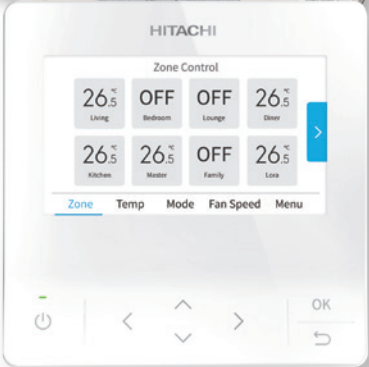 HITACHI
Zone Control
26.5 OFF OFF 26.5
Living Bedroom Lounge Diner
26.5 26.5 OFF 26.5
Kitchen Master Family Lora
Zone Temp Mode Fan Speed Menu
OK